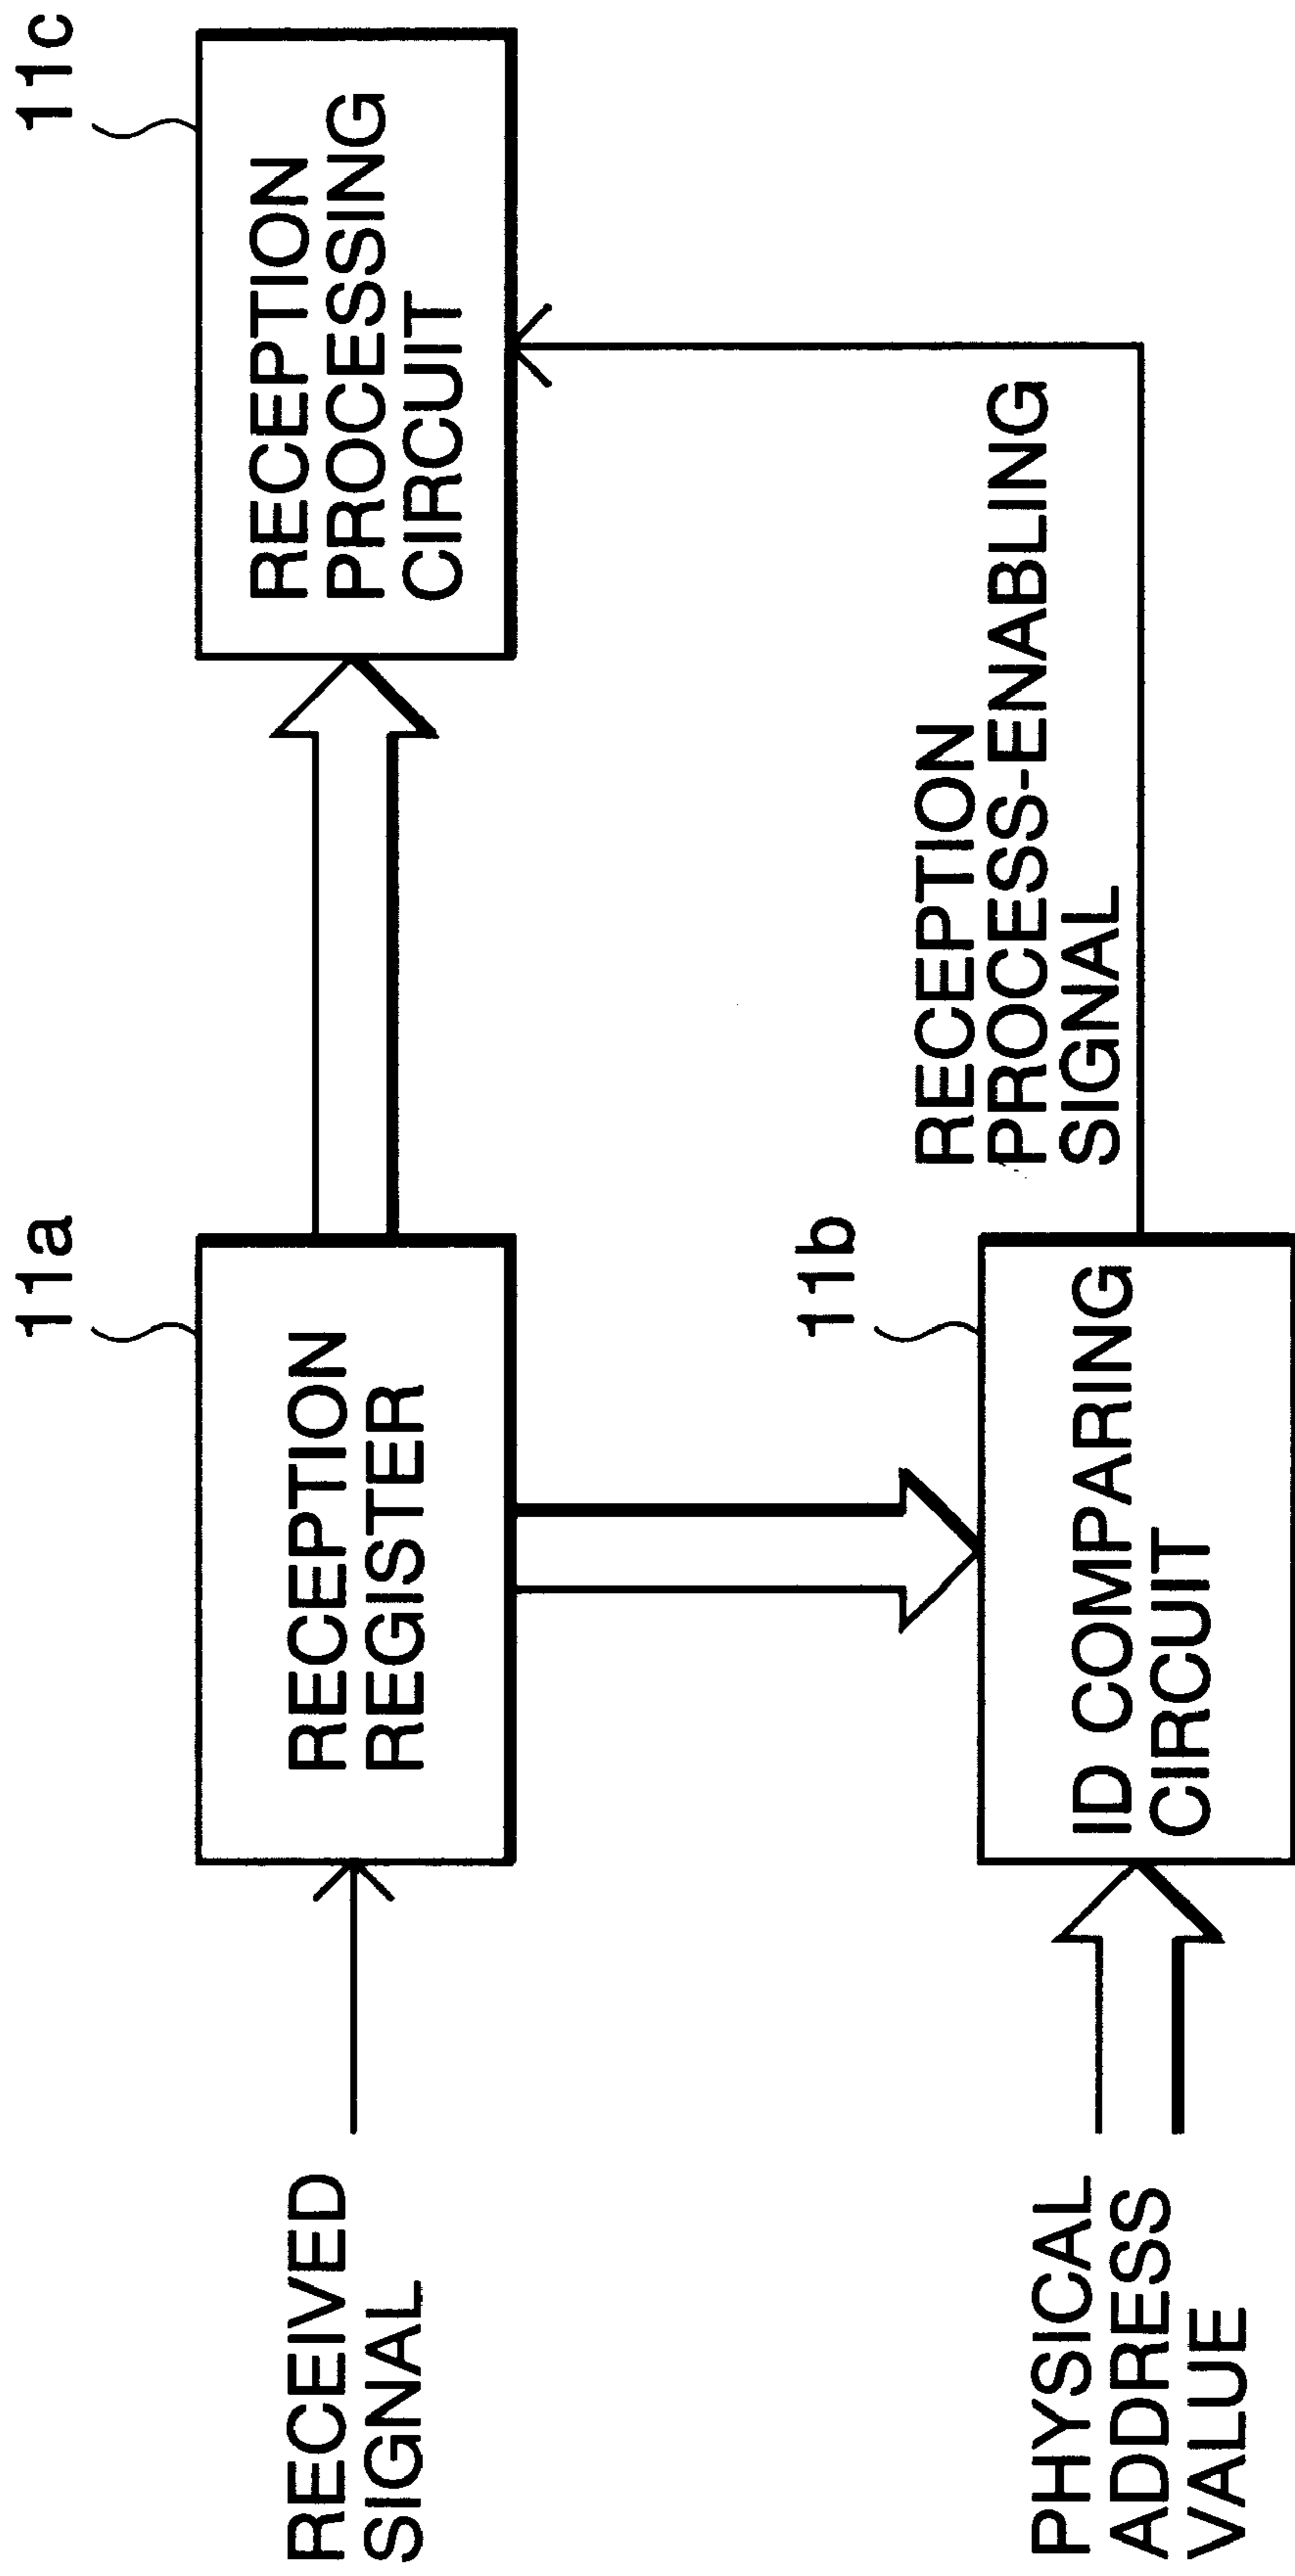 11a
11c
RECEIVED
SIGNAL
RECEPTION
REGISTER
RECEPTION
PROCESSING
CIRCUIT
11b
RECEPTION
PROCESS-ENABLING
SIGNAL
PHYSICAL
ADDRESS
VALUE
ID COMPARING
CIRCUIT